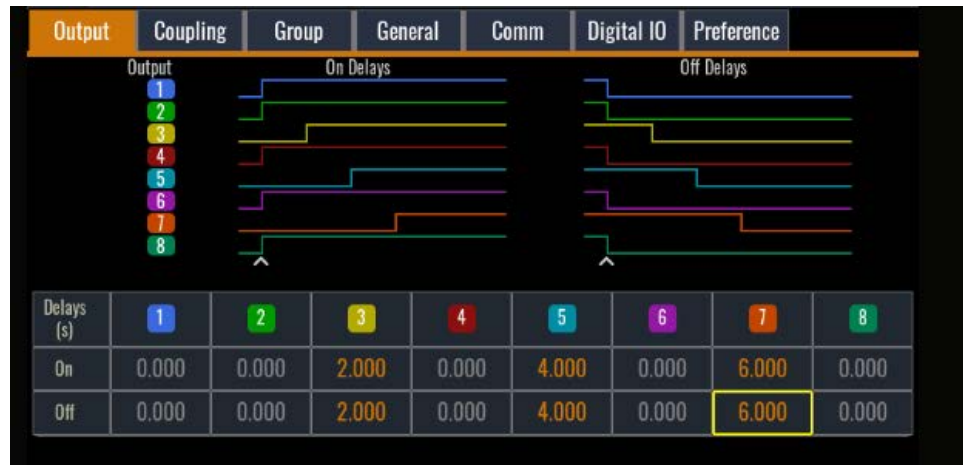 Output Coupling Group General Comm Digital IO Preference
Output On Delays Off Delays
1
2
3
4
5
6
7
8
Delays (s) 1 2 3 4 5 6 7 8
On 0.000 0.000 2.000 0.000 4.000 0.000 6.000 0.000
Off 0.000 0.000 2.000 0.000 4.000 0.000 6.000 0.000